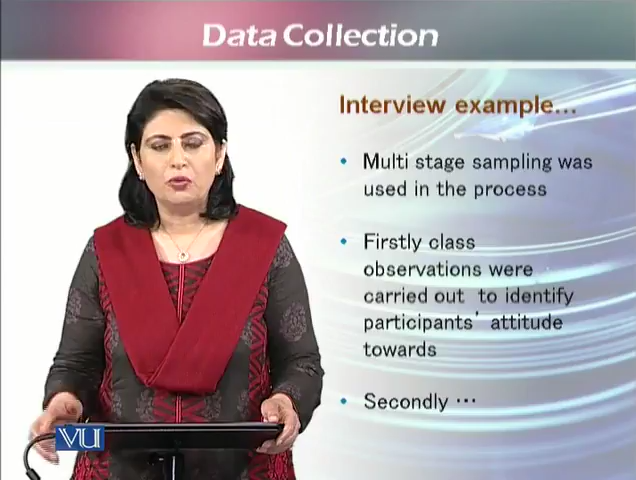 Data Collection
Interview example...
• Multi stage sampling was
used in the process
• Firstly class
observations were
carried out to identify
participants' attitude
towards
• Secondly ···
VU